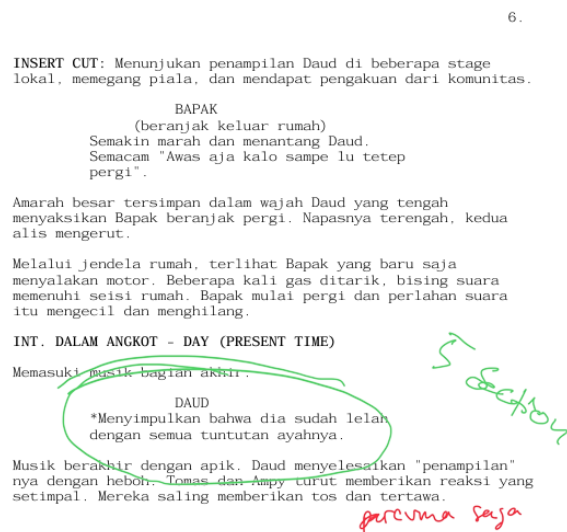 6.
INSERT CUT: Menunjukan penampilan Daud di beberapa stage
lokal, memegang piala, dan mendapat pengakuan dari komunitas.
BAPAK
(beranjak keluar rumah)
Semakin marah dan menantang Daud.
Semacam "Awas aja kalo sampe lu tetep
pergi".
Amarah besar tersimpan dalam wajah Daud yang tengah
menyaksikan Bapak beranjak pergi. Napasnya terengah, kedua
alis mengerut.
Melalui jendela rumah, terlihat Bapak yang baru saja
menyalakan motor. Beberapa kali gas ditarik, bising suara
memenuhi seisi rumah. Bapak mulai pergi dan perlahan suara
itu mengecil dan menghilang.
INT. DALAM ANGKOT - DAY (PRESENT TIME)
5 section
Memasuki musik bagian akhir.
DAUD
*Menyimpulkan bahwa dia sudah lelah
dengan semua tuntutan ayahnya.
Musik berakhir dengan apik. Daud menyelesaikan "penampilan"
nya dengan heboh. Tomas dan Ampy turut memberikan reaksi yang
setimpal. Mereka saling memberikan tos dan tertawa.
percuma saja